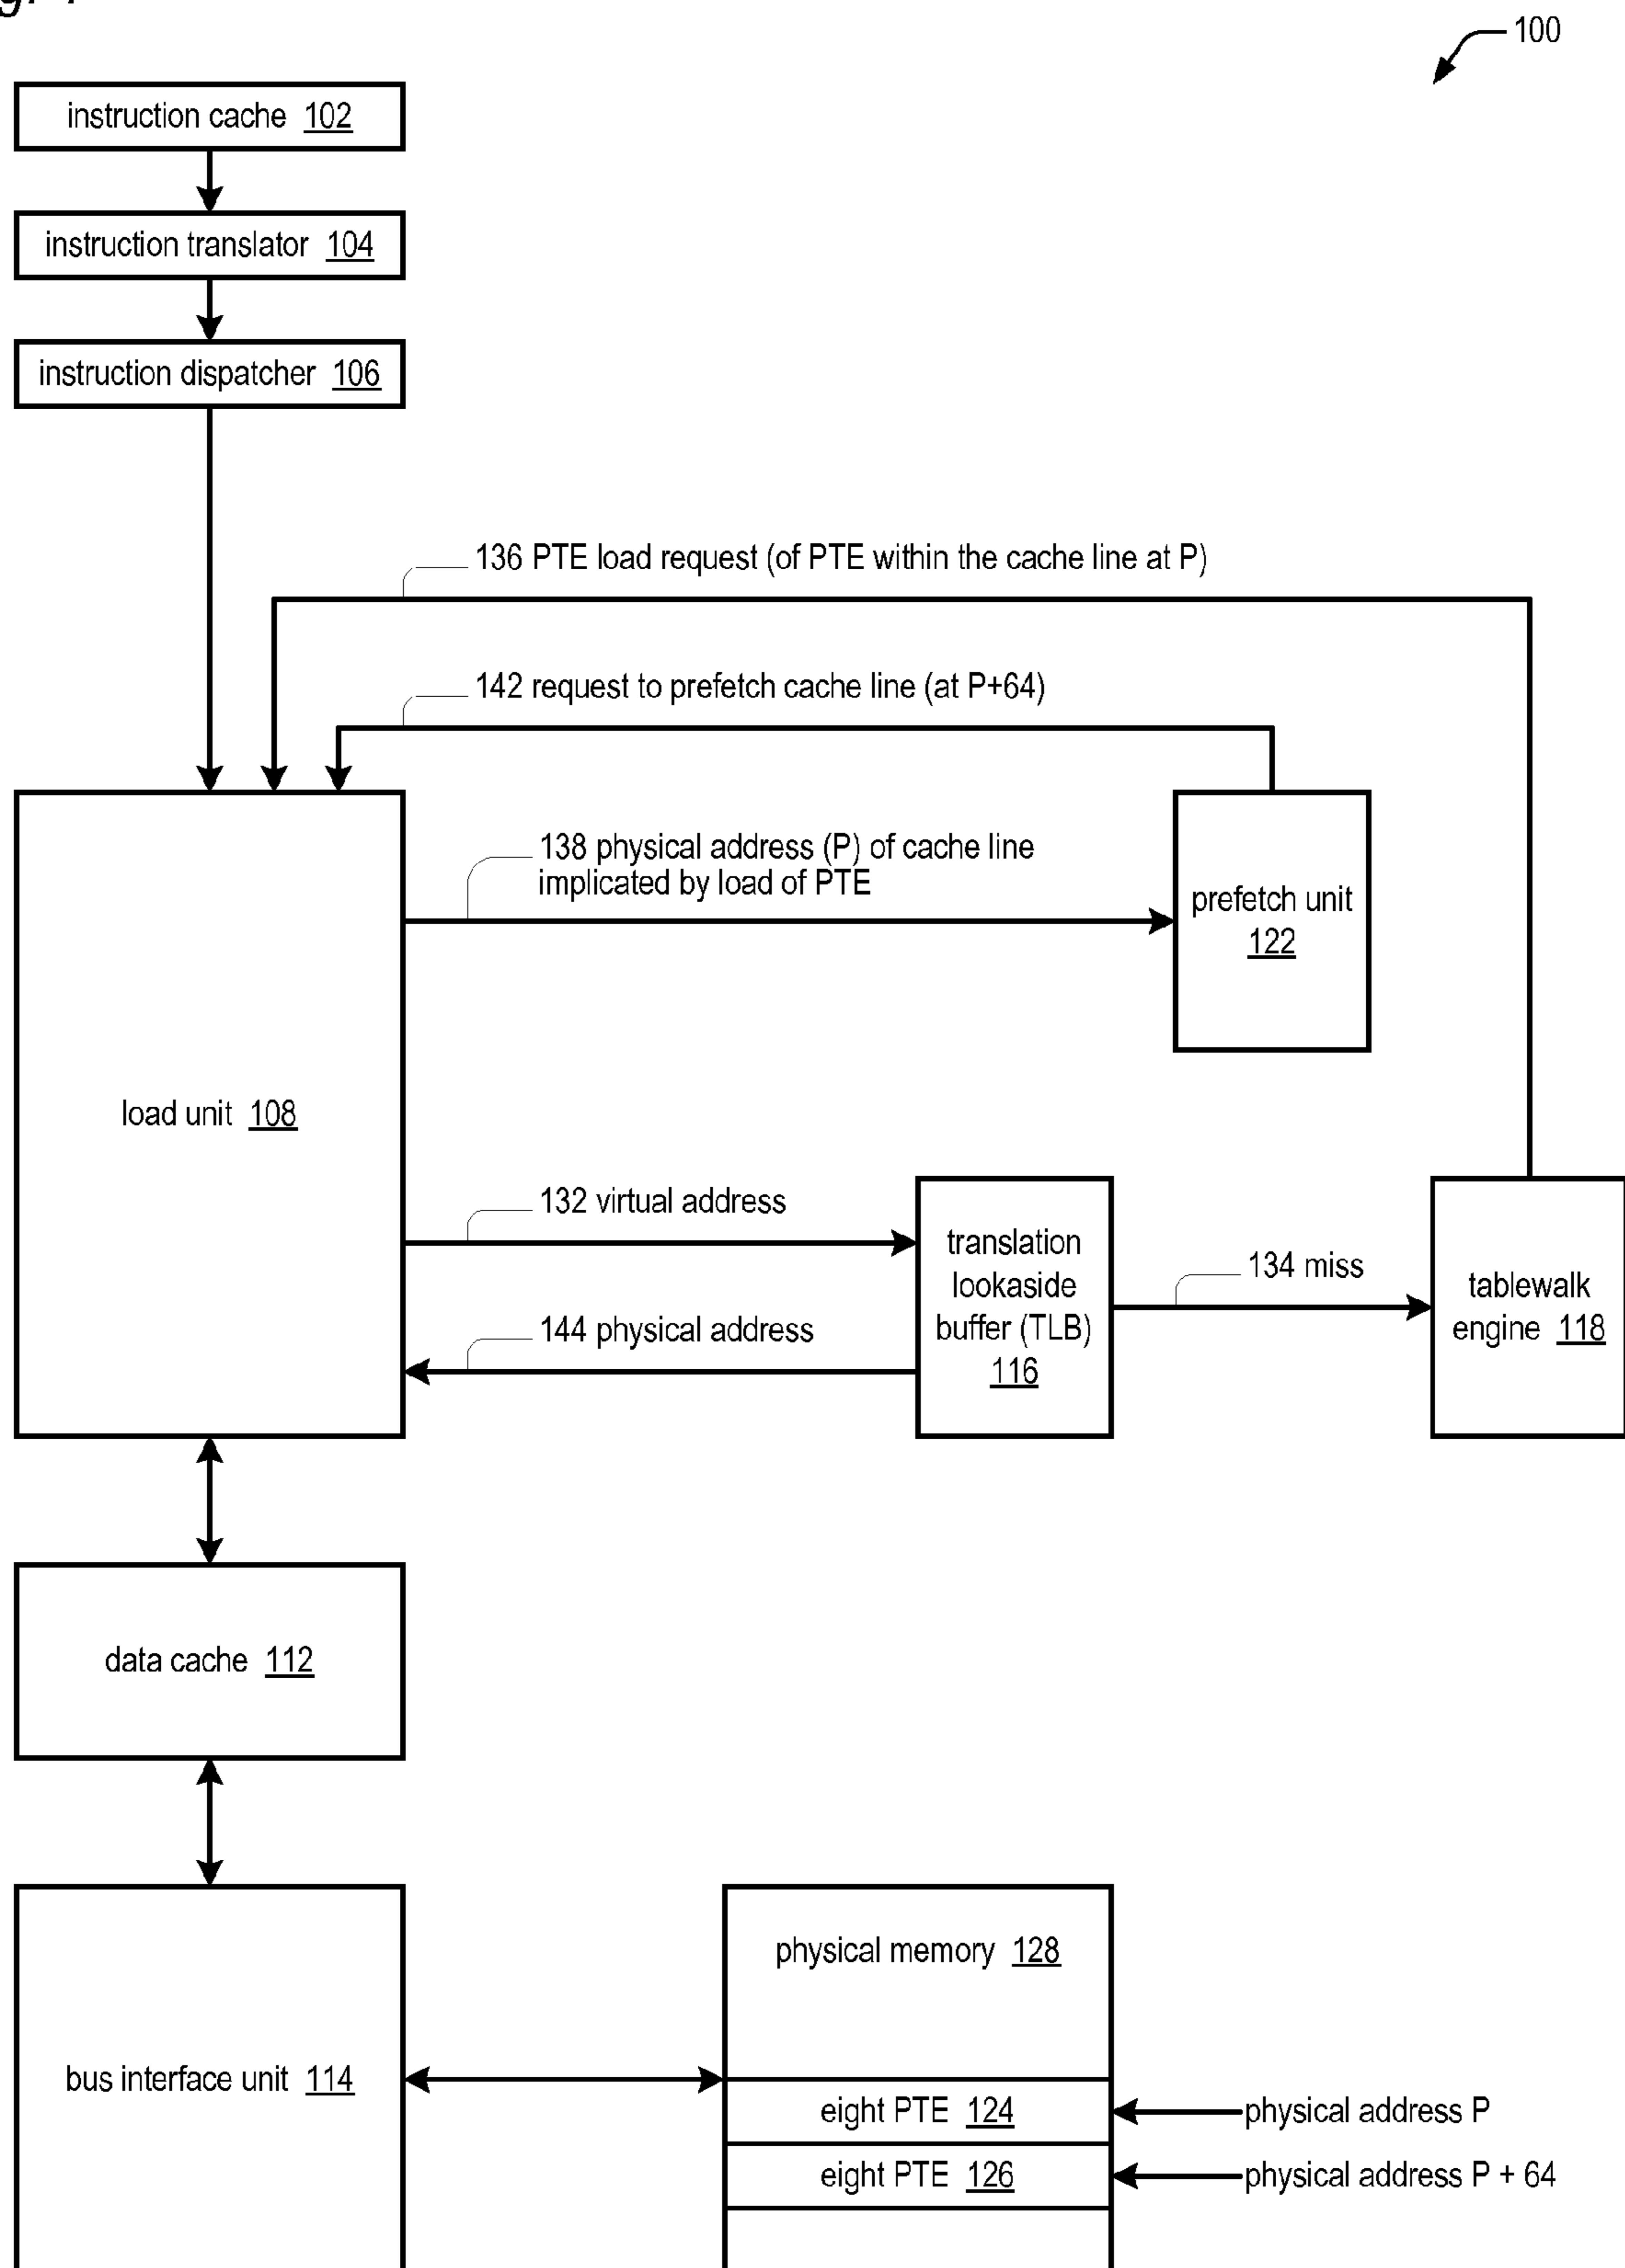 100
instruction cache 102
instruction translator 104
instruction dispatcher 106
136 PTE load request (of PTE within the cache line at P)
142 request to prefetch cache line (at P+64)
138 physical address (P) of cache line
implicated by load of PTE
prefetch unit
122
load unit 108
132 virtual address
translation
lookaside
buffer (TLB)
116
134 miss
tablewalk
engine 118
144 physical address
data cache 112
physical memory 128
bus interface unit 114
eight PTE 124
physical address P
eight PTE 126
physical address P + 64